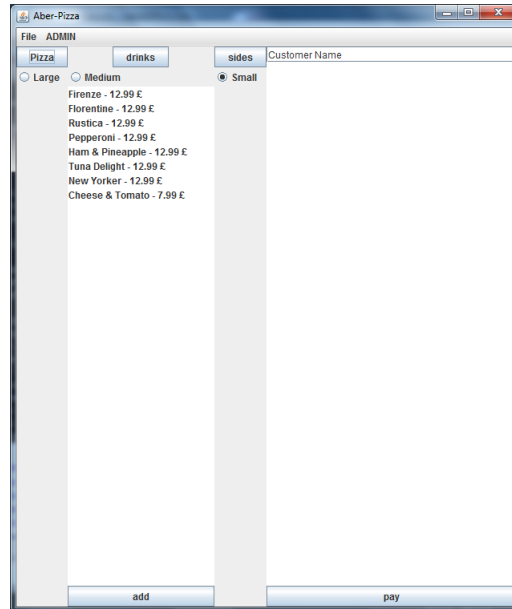 Aber-Pizza
File ADMIN
Pizza drinks sides Customer Name
Large Medium Small
Firenze - 12.99 £
Florentine - 12.99 £
Rustica - 12.99 £
Pepperoni - 12.99 £
Ham & Pineapple - 12.99 £
Tuna Delight - 12.99 £
New Yorker - 12.99 £
Cheese & Tomato - 7.99 £
add pay